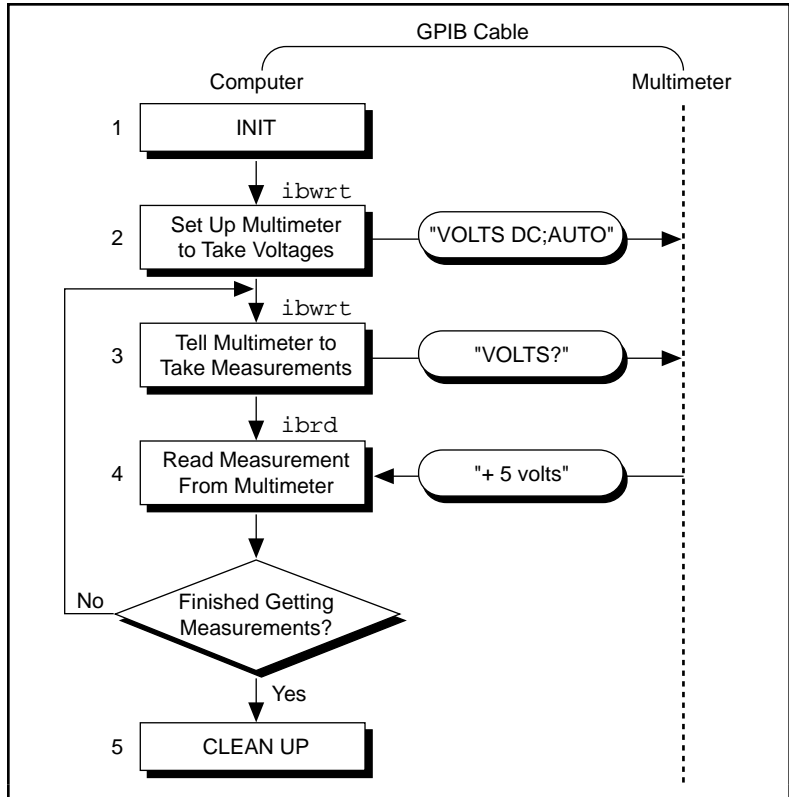 GPIB Cable
Computer
Multimeter
1
INIT
ibwrt
2
Set Up Multimeter
to Take Voltages
"VOLTS DC;AUTO"
ibwrt
3
Tell Multimeter to
Take Measurements
"VOLTS?"
ibrd
4
Read Measurement
From Multimeter
"+ 5 volts"
No
Finished Getting
Measurements?
Yes
5
CLEAN UP